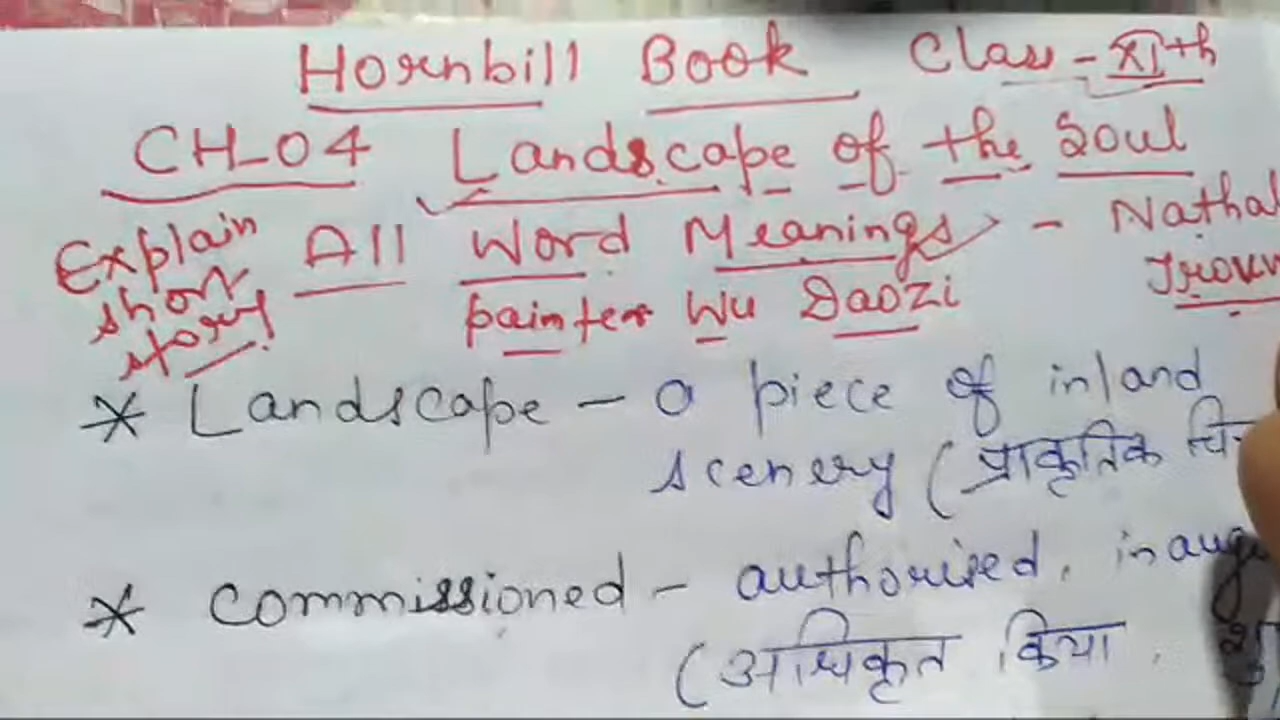 Hornbill Book Class - XIth
CH-04 Landscape of the Soul
Explain short story! All Word Meanings - 
painter Wu Daozi
* Landscape - a piece of inland
scenery (प्राकृतिक
* Commissioned - authorised,
(अधिकृत किया,